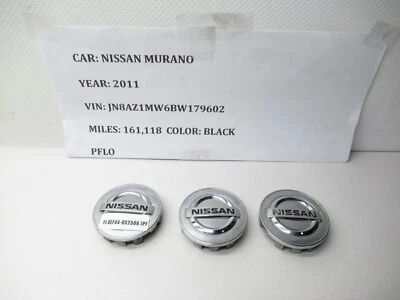 CAR: NISSAN MURANO
YEAR: 2011
VIN: JN8AZ1MW6BW179602
MILES: 161,118 COLOR: BLACK
PFLO
NISSAN
NISSAN
NISSAN